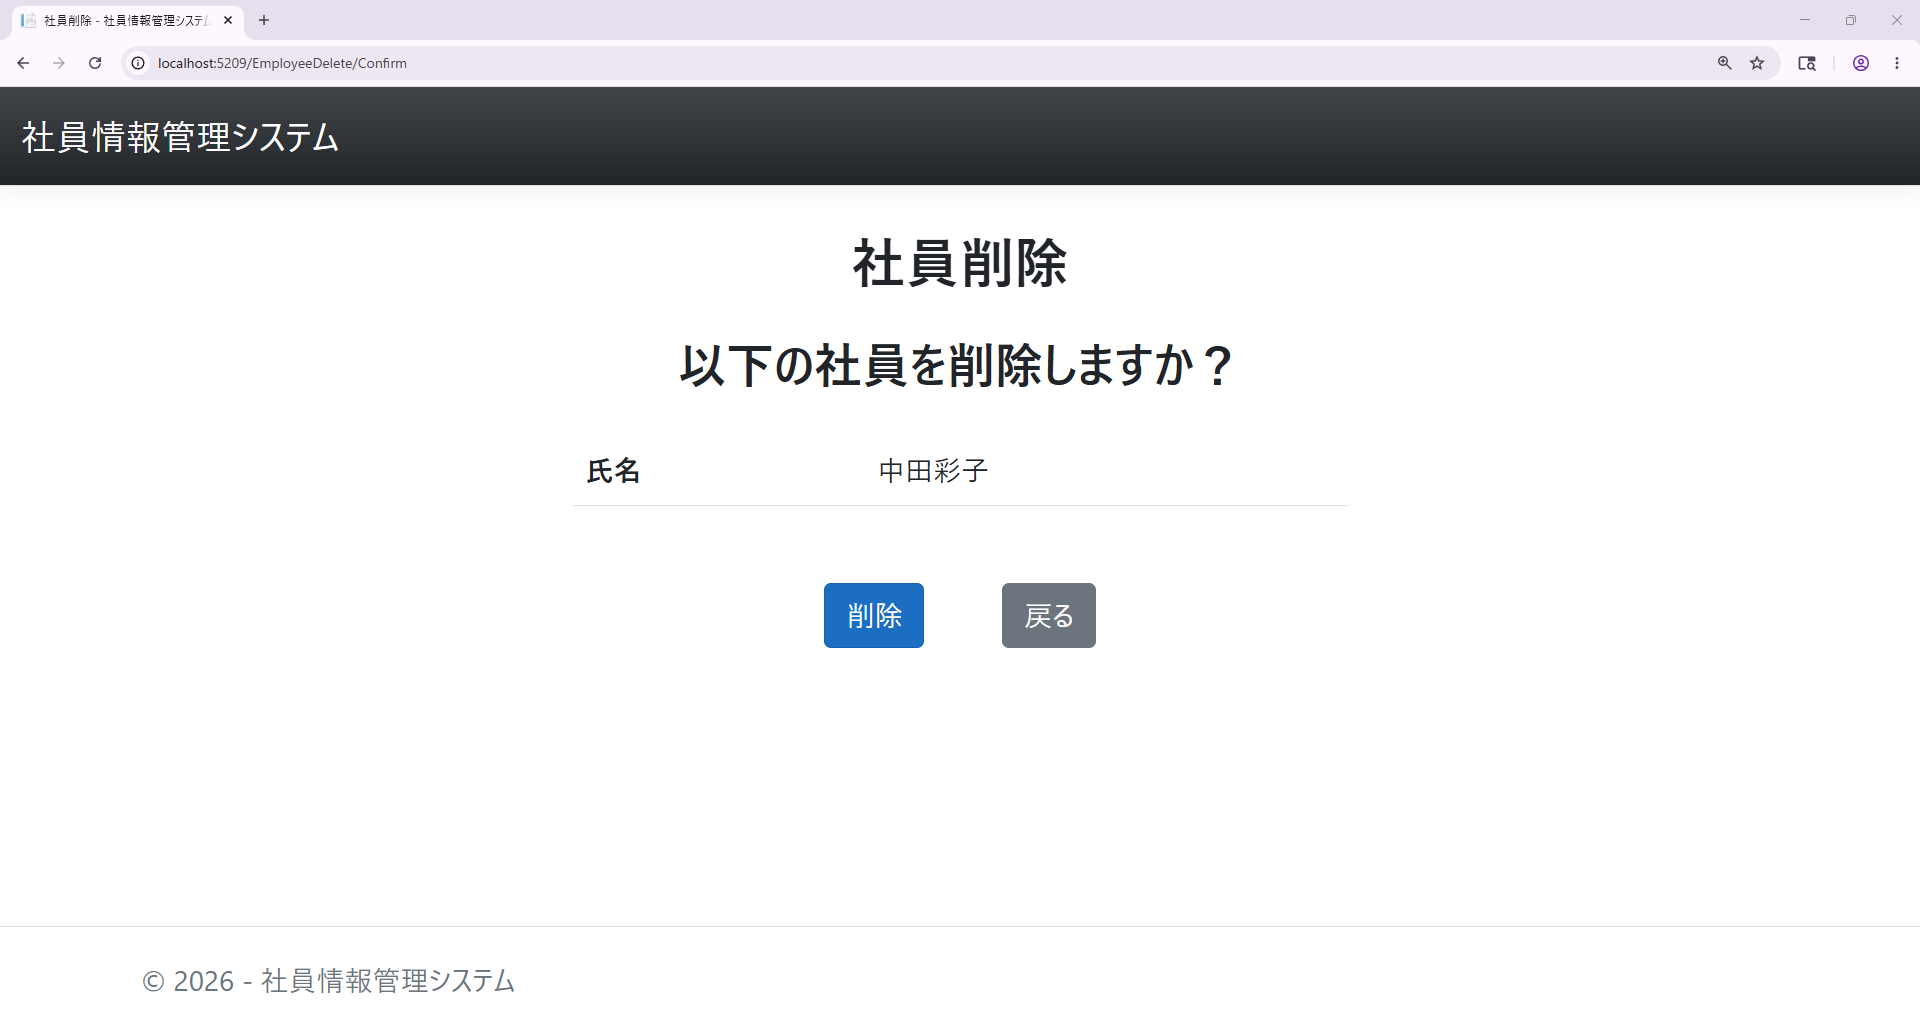 社員削除 - 社員情報管理システム
localhost:5209/EmployeeDelete/Confirm
社員情報管理システム
社員削除
以下の社員を削除しますか？
氏名 中田彩子
削除 戻る
© 2026 - 社員情報管理システム